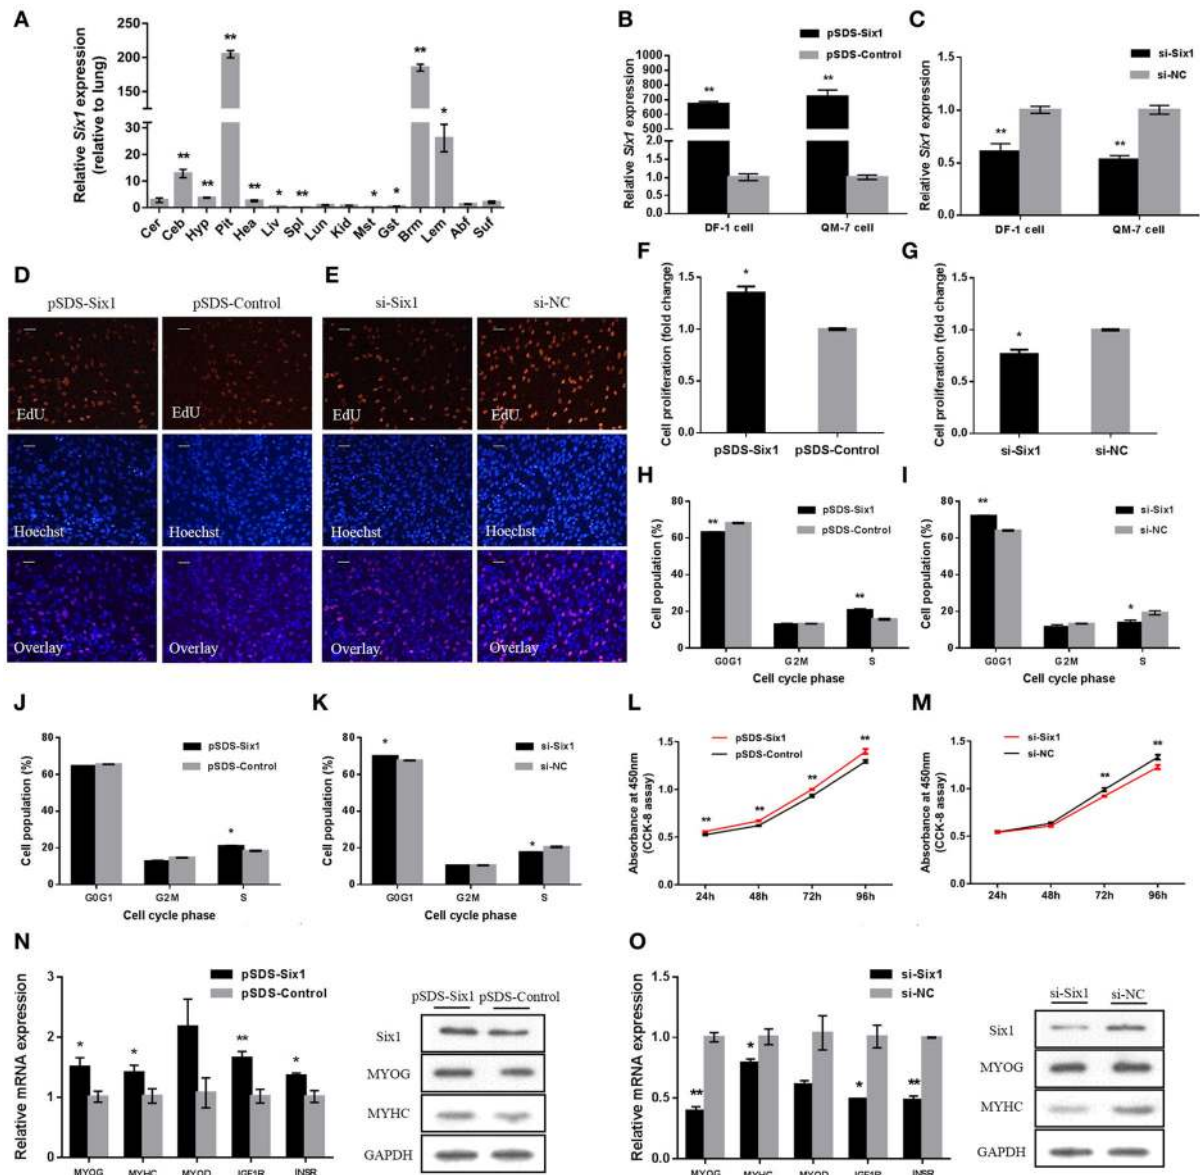 A
Relative Six1 expression
(relative to lung)
250
200
150
100
30
20
10
0
**
**
**
**
*
**
*
*
**
*
Cer Ceb Hyp Pit Hea Liv Spl Lun Kid Mst Gst Brm Lem Abf Suf
B
pSDS-Six1
pSDS-Control
Relative Six1 expression
1000
900
800
700
600
500
2.0
1.5
1.0
0.5
0.0
**
**
DF-1 cell
QM-7 cell
C
si-Six1
si-NC
Relative Six1 expression
1.5
1.0
0.5
0.0
**
**
DF-1 cell
QM-7 cell
D
pSDS-Six1
pSDS-Control
EdU
EdU
Hoechst
Hoechst
Overlay
Overlay
E
si-Six1
si-NC
EdU
EdU
Hoechst
Hoechst
Overlay
Overlay
F
Cell proliferation (fold change)
1.5
1.0
0.5
0.0
*
pSDS-Six1
pSDS-Control
G
Cell proliferation (fold change)
1.5
1.0
0.5
0.0
*
si-Six1
si-NC
H
Cell population (%)
80
60
40
20
0
**
**
pSDS-Six1
pSDS-Control
G0G1
G2M
S
Cell cycle phase
I
Cell population (%)
80
60
40
20
0
**
*
si-Six1
si-NC
G0G1
G2M
S
Cell cycle phase
J
Cell population (%)
80
60
40
20
0
*
pSDS-Six1
pSDS-Control
G0G1
G2M
S
Cell cycle phase
K
Cell population (%)
80
60
40
20
0
*
*
si-Six1
si-NC
G0G1
G2M
S
Cell cycle phase
L
Absorbance at 450nm
(CCK-8 assay)
1.5
1.0
0.5
0.0
pSDS-Six1
pSDS-Control
**
**
**
**
24h
48h
72h
96h
M
Absorbance at 450nm
(CCK-8 assay)
1.5
1.0
0.5
0.0
si-Six1
si-NC
**
**
24h
48h
72h
96h
N
Relative mRNA expression
3
2
1
0
pSDS-Six1
pSDS-Control
*
*
**
*
MYOG
MYHC
MYOD
IGF1R
INSR
pSDS-Six1
pSDS-Control
Six1
MYOG
MYHC
GAPDH
O
Relative mRNA expression
1.5
1.0
0.5
0.0
si-Six1
si-NC
**
*
*
**
MYOG
MYHC
MYOD
IGF1R
INSR
si-Six1
si-NC
Six1
MYOG
MYHC
GAPDH